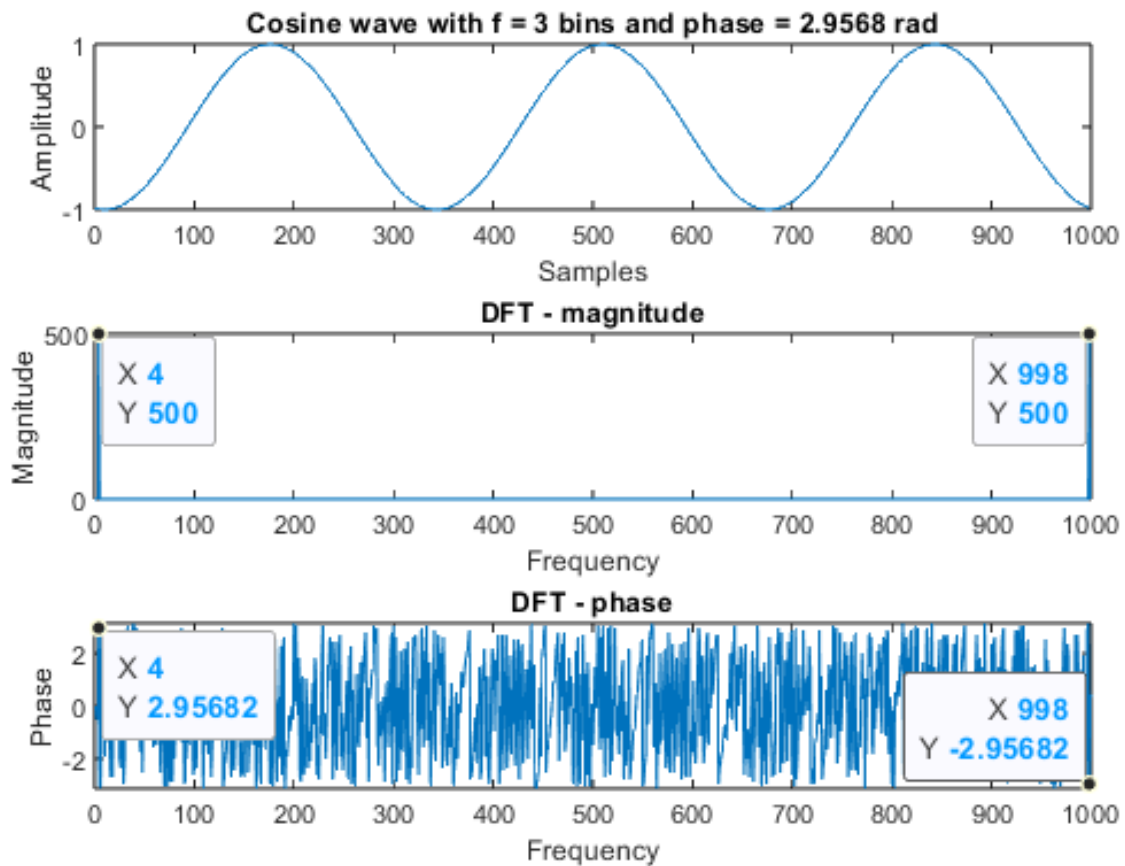 Cosine wave with f = 3 bins and phase = 2.9568 rad
1
0
-1
Amplitude
0 100 200 300 400 500 600 700 800 900 1000
Samples
DFT - magnitude
500
0
Magnitude
X 4
Y 500
X 998
Y 500
0 100 200 300 400 500 600 700 800 900 1000
Frequency
DFT - phase
2
0
-2
Phase
X 4
Y 2.95682
X 998
Y -2.95682
0 100 200 300 400 500 600 700 800 900 1000
Frequency